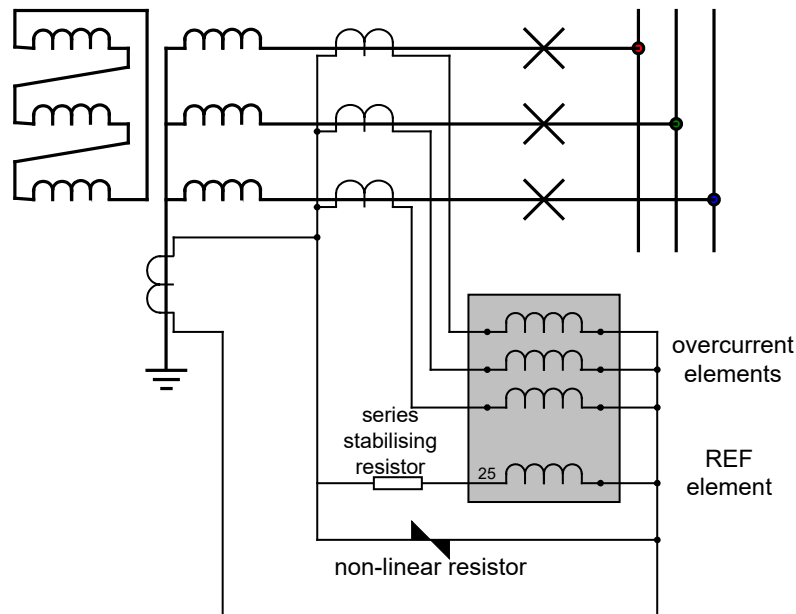 overcurrent
elements
series
stabilising
resistor
25
REF
element
non-linear resistor